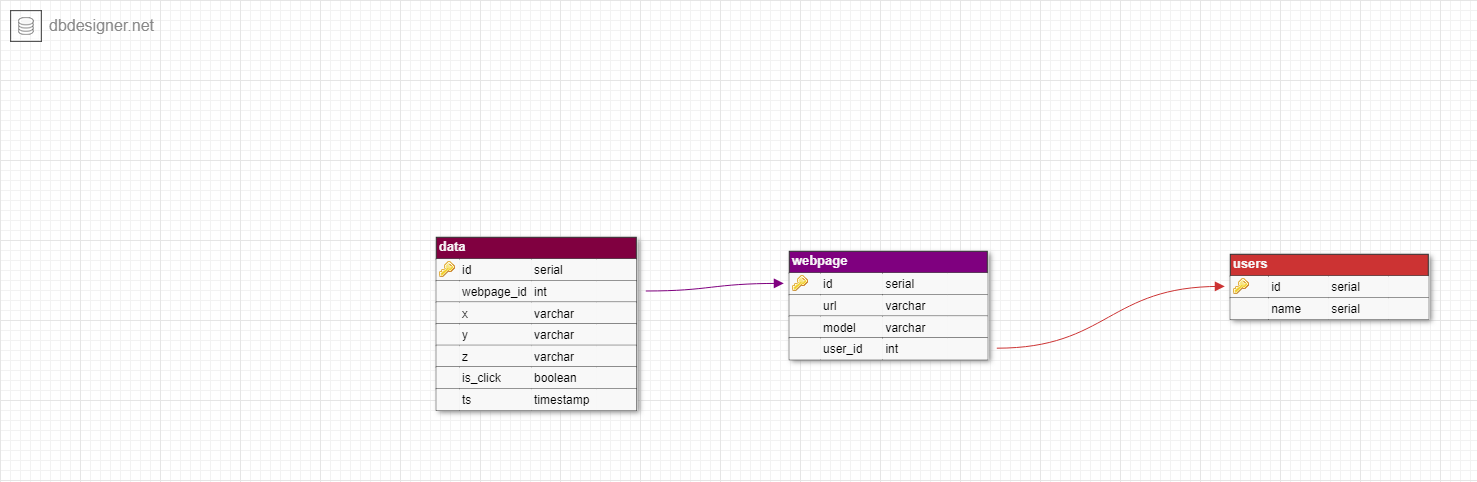 dbdesigner.net
data
id serial
webpage_id int
x varchar
y varchar
z varchar
is_click boolean
ts timestamp
webpage
id serial
url varchar
model varchar
user_id int
users
id serial
name serial